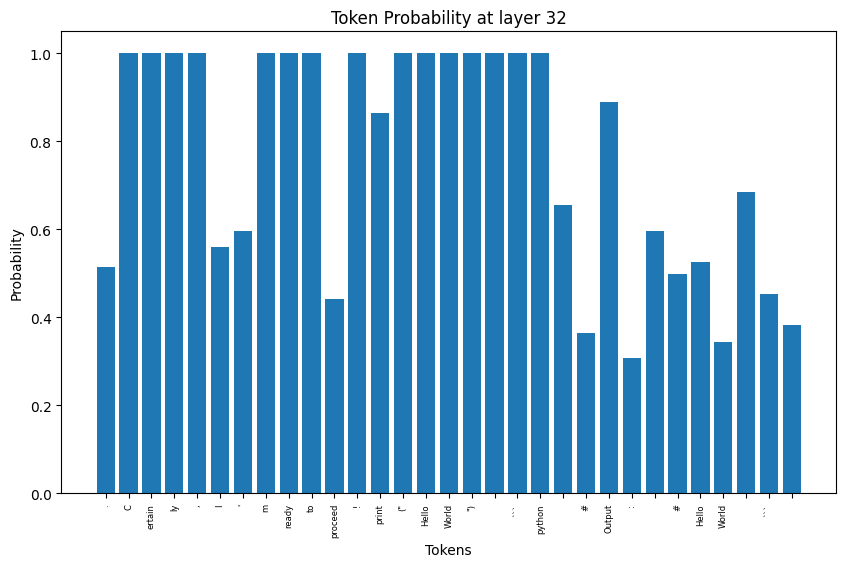 Token Probability at layer 32
Probability
1.0
0.8
0.6
0.4
0.2
0.0
.
C
ertain
ly
,
I
'
m
ready
to
proceed
!
print
("
Hello
World
")
```
python
#
Output
:
#
Hello
World
```
Tokens